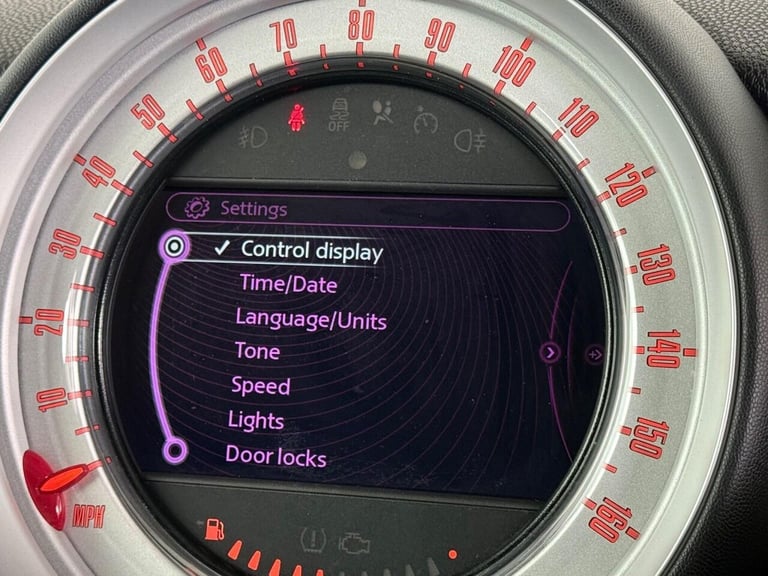 10
20
30
40
50
60
70
80
90
100
110
120
130
140
150
160
MPH
OFF
Settings
✓ Control display
Time/Date
Language/Units
Tone
Speed
Lights
Door locks